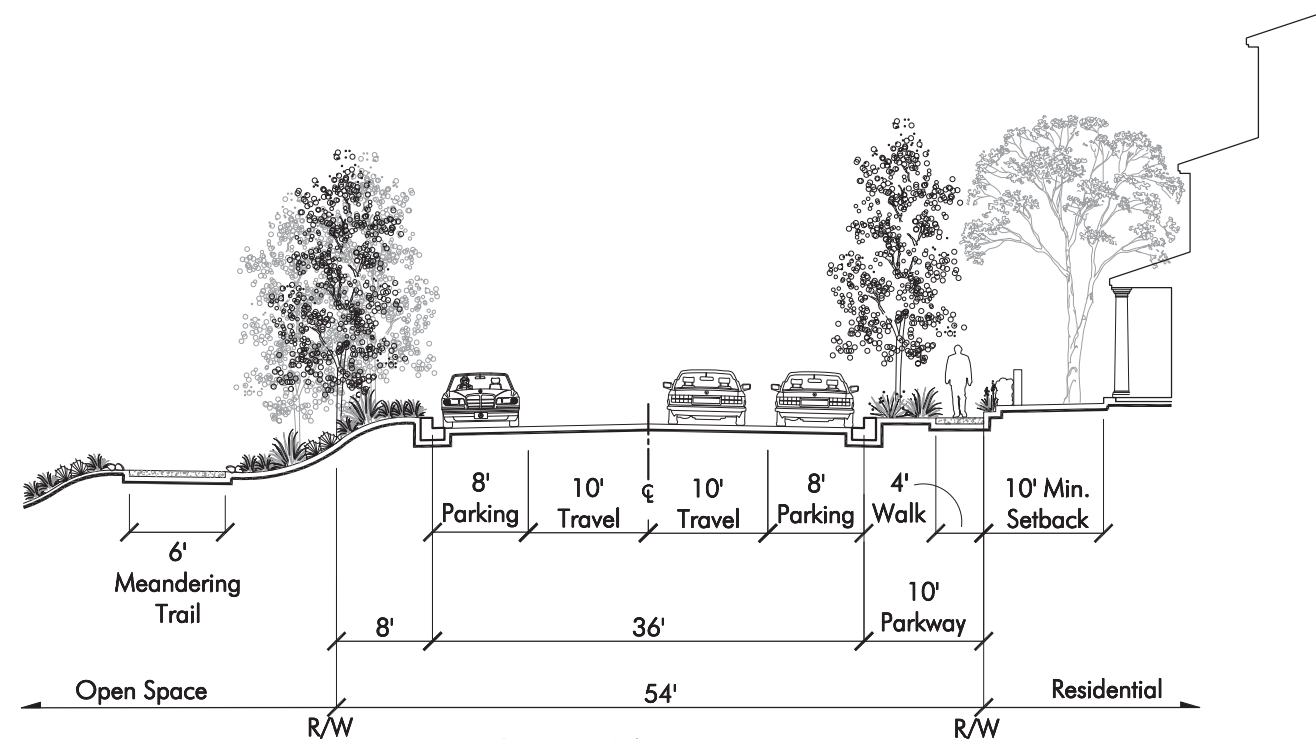 8'
Parking
10'
Travel
℄
10'
Travel
8'
Parking
4'
Walk
10' Min.
Setback
6'
Meandering
Trail
8'
36'
10'
Parkway
Open Space
54'
Residential
R/W
R/W